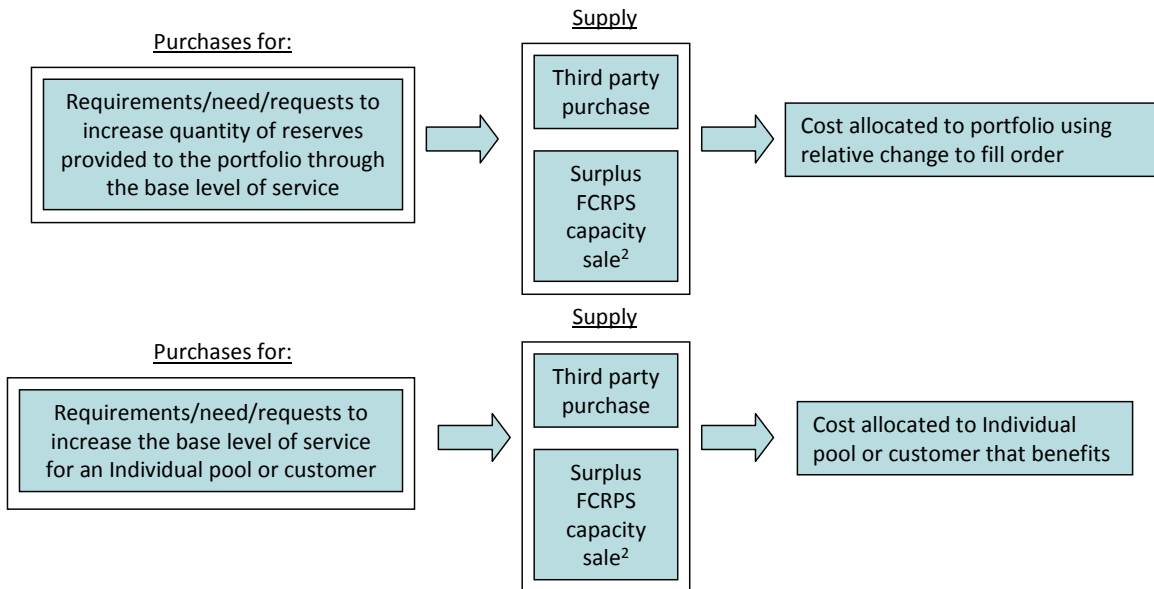 Supply
Purchases for:
Requirements/need/requests to
increase quantity of reserves
provided to the portfolio through
the base level of service
Third party
purchase
Surplus
FCRPS
capacity
sale²
Cost allocated to portfolio using
relative change to fill order
Supply
Purchases for:
Requirements/need/requests to
increase the base level of service
for an Individual pool or customer
Third party
purchase
Surplus
FCRPS
capacity
sale²
Cost allocated to Individual
pool or customer that benefits